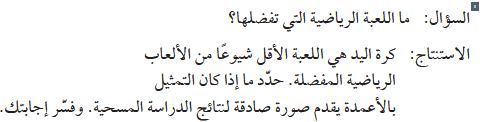 السؤال: ما اللعبة الرياضية التي تفضلها؟
الاستنتاج: كرة اليد هي اللعبة الأقل شيوعًا من الألعاب
الرياضية المفضلة. حدّد ما إذا كان التمثيل
بالأعمدة يقدم صورة صادقة لنتائج الدراسة المسحية. وفسّر إجابتك.